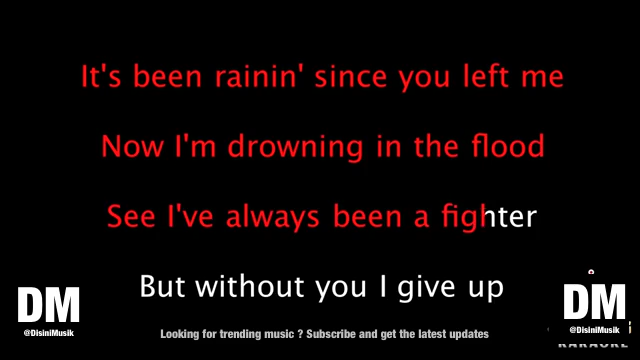 It's been rainin' since you left me
Now I'm drowning in the flood
See I've always been a fighter
But without you I give up
DM
@DisiniMusik
Looking for trending music ? Subscribe and get the latest updates
DM
@DisiniMusik
KARAOKE